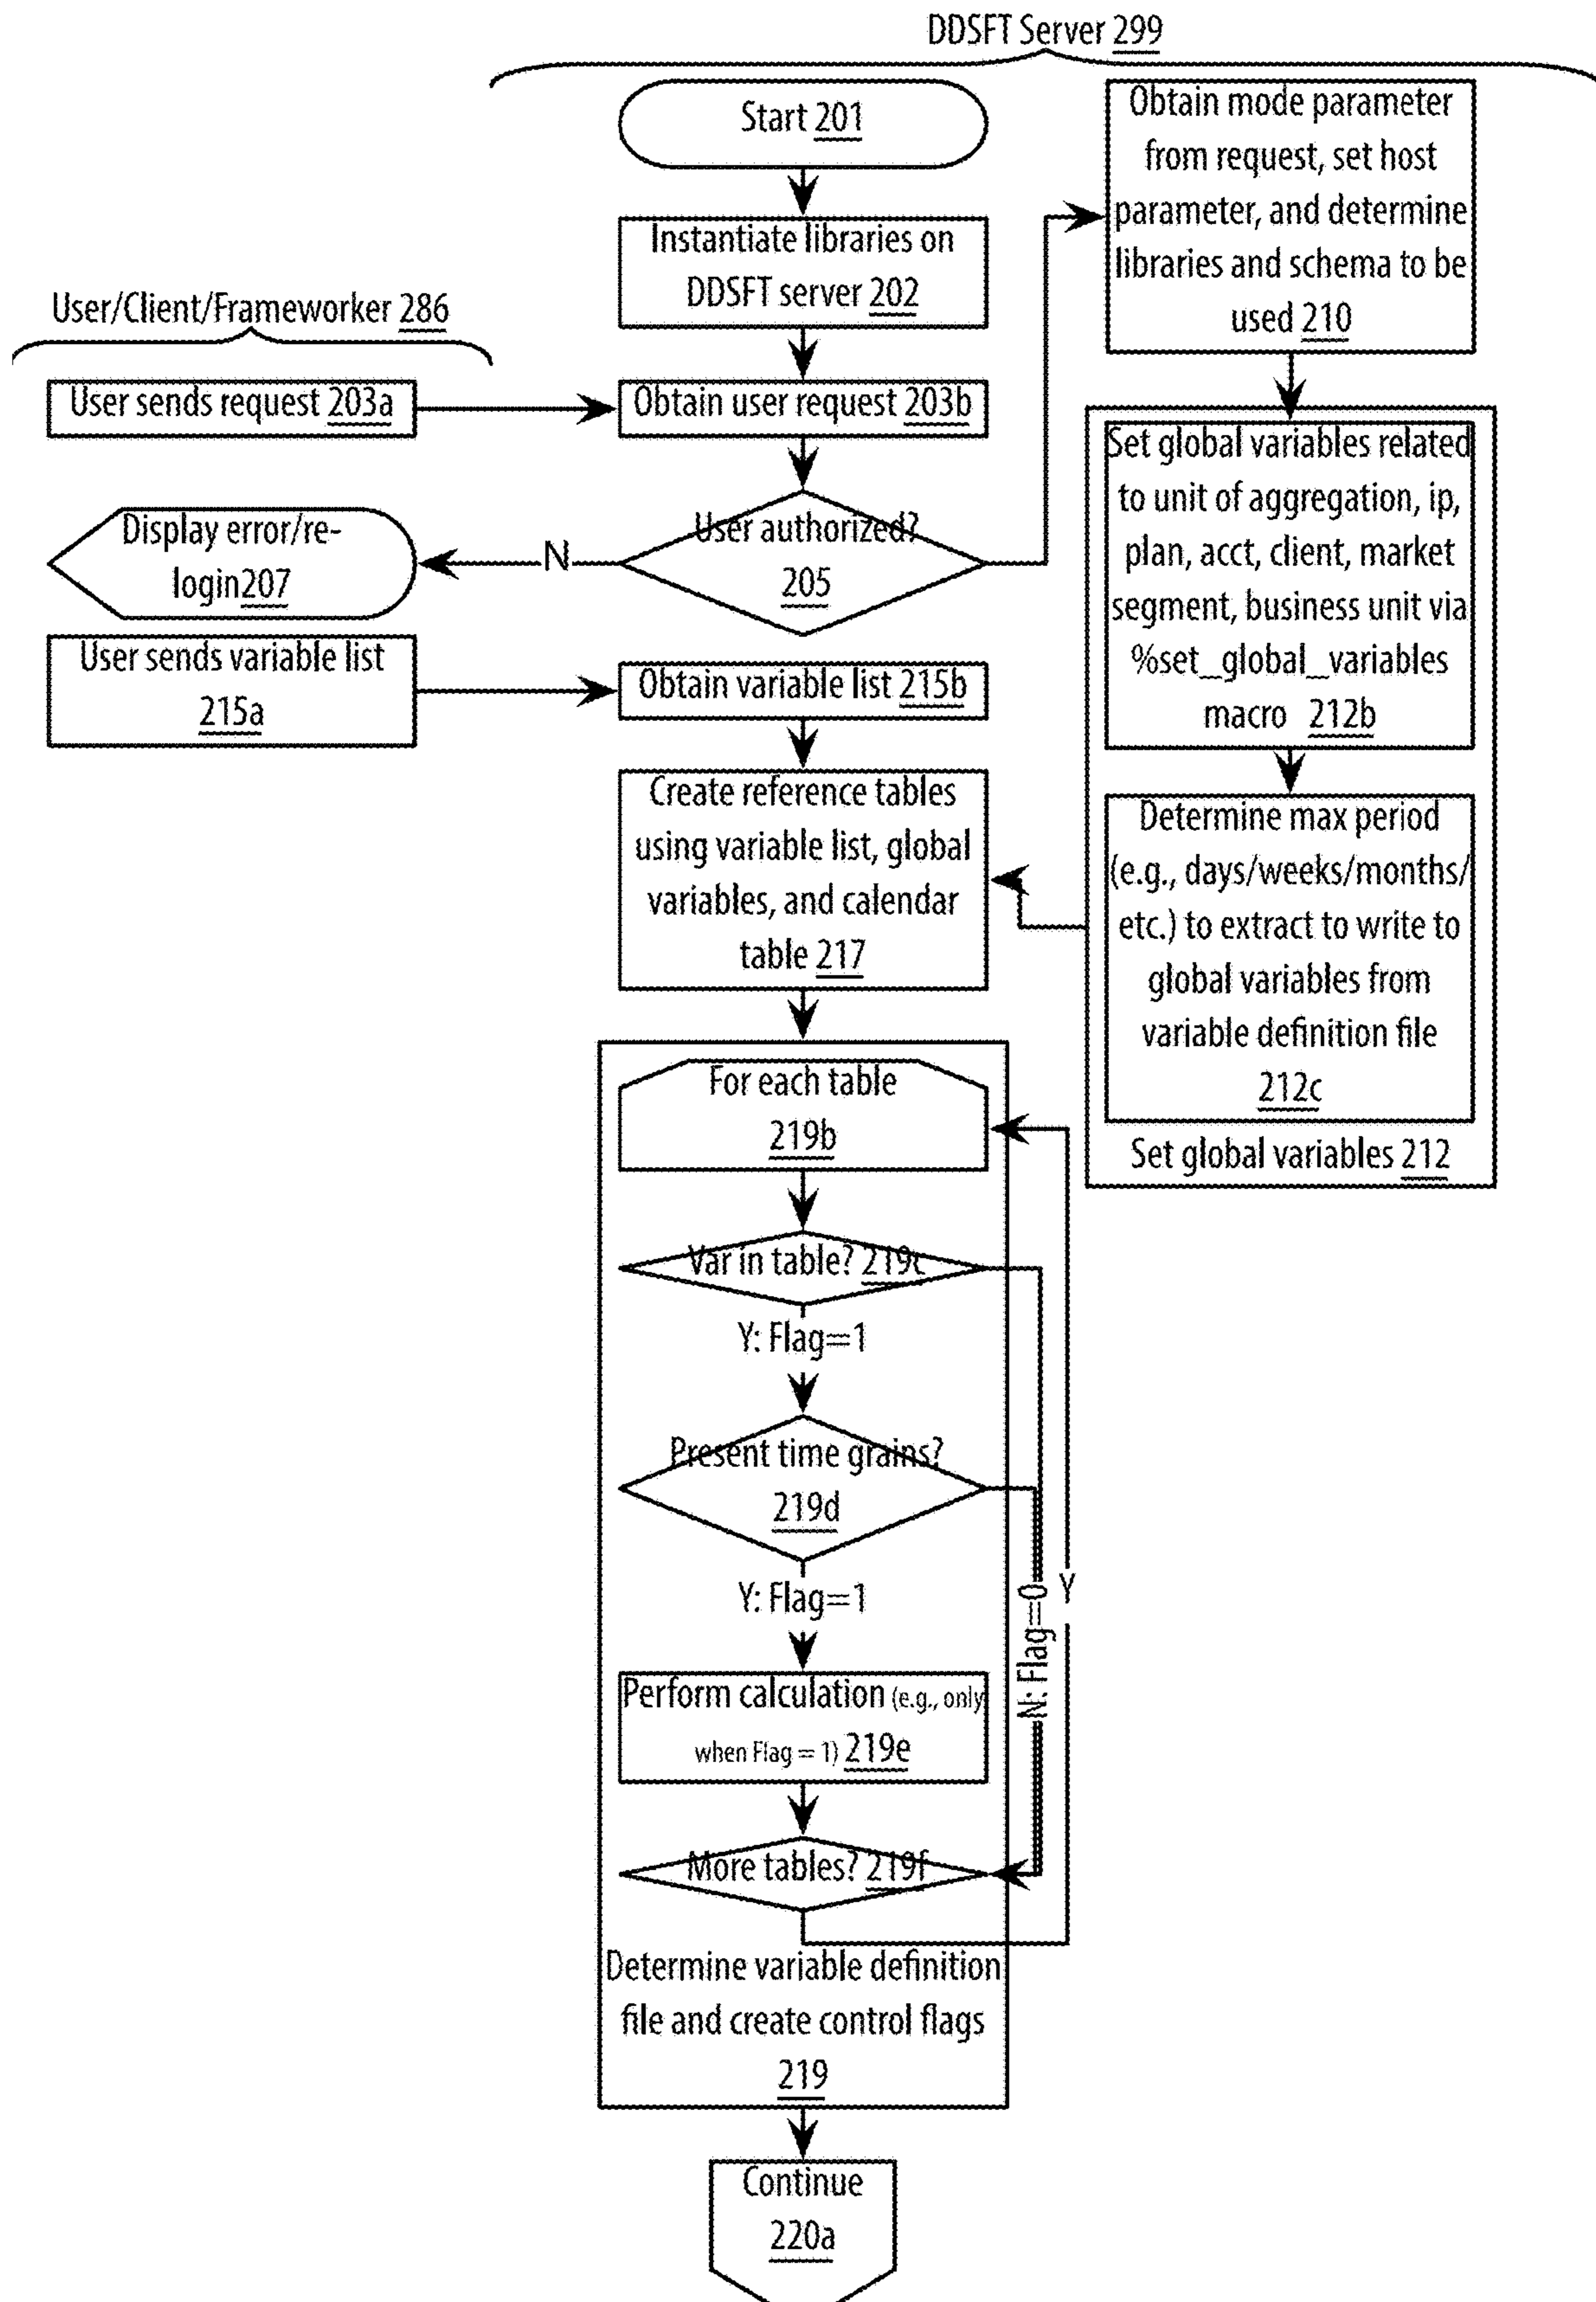 DDSFT Server 299
Start 201
Instantiate libraries on
DDSFT server 202
User/Client/Frameworker 286
User sends request 203a
Obtain user request 203b
User authorized?
205
N
Display error/re-
login207
Obtain mode parameter
from request, set host
parameter, and determine
libraries and schema to be
used 210
Set global variables related
to unit of aggregation, ip,
plan, acct, client, market
segment, business unit via
%set_global_variables
macro 212b
Determine max period
(e.g., days/weeks/months/
etc.) to extract to write to
global variables from
variable definition file
212c
Set global variables 212
User sends variable list
215a
Obtain variable list 215b
Create reference tables
using variable list, global
variables, and calendar
table 217
For each table
219b
Var in table? 219c
Y: Flag=1
Present time grains?
219d
Y: Flag=1
N: Flag=0
Y
Perform calculation (e.g., only
when Flag = 1) 219e
More tables? 219f
Determine variable definition
file and create control flags
219
Continue
220a